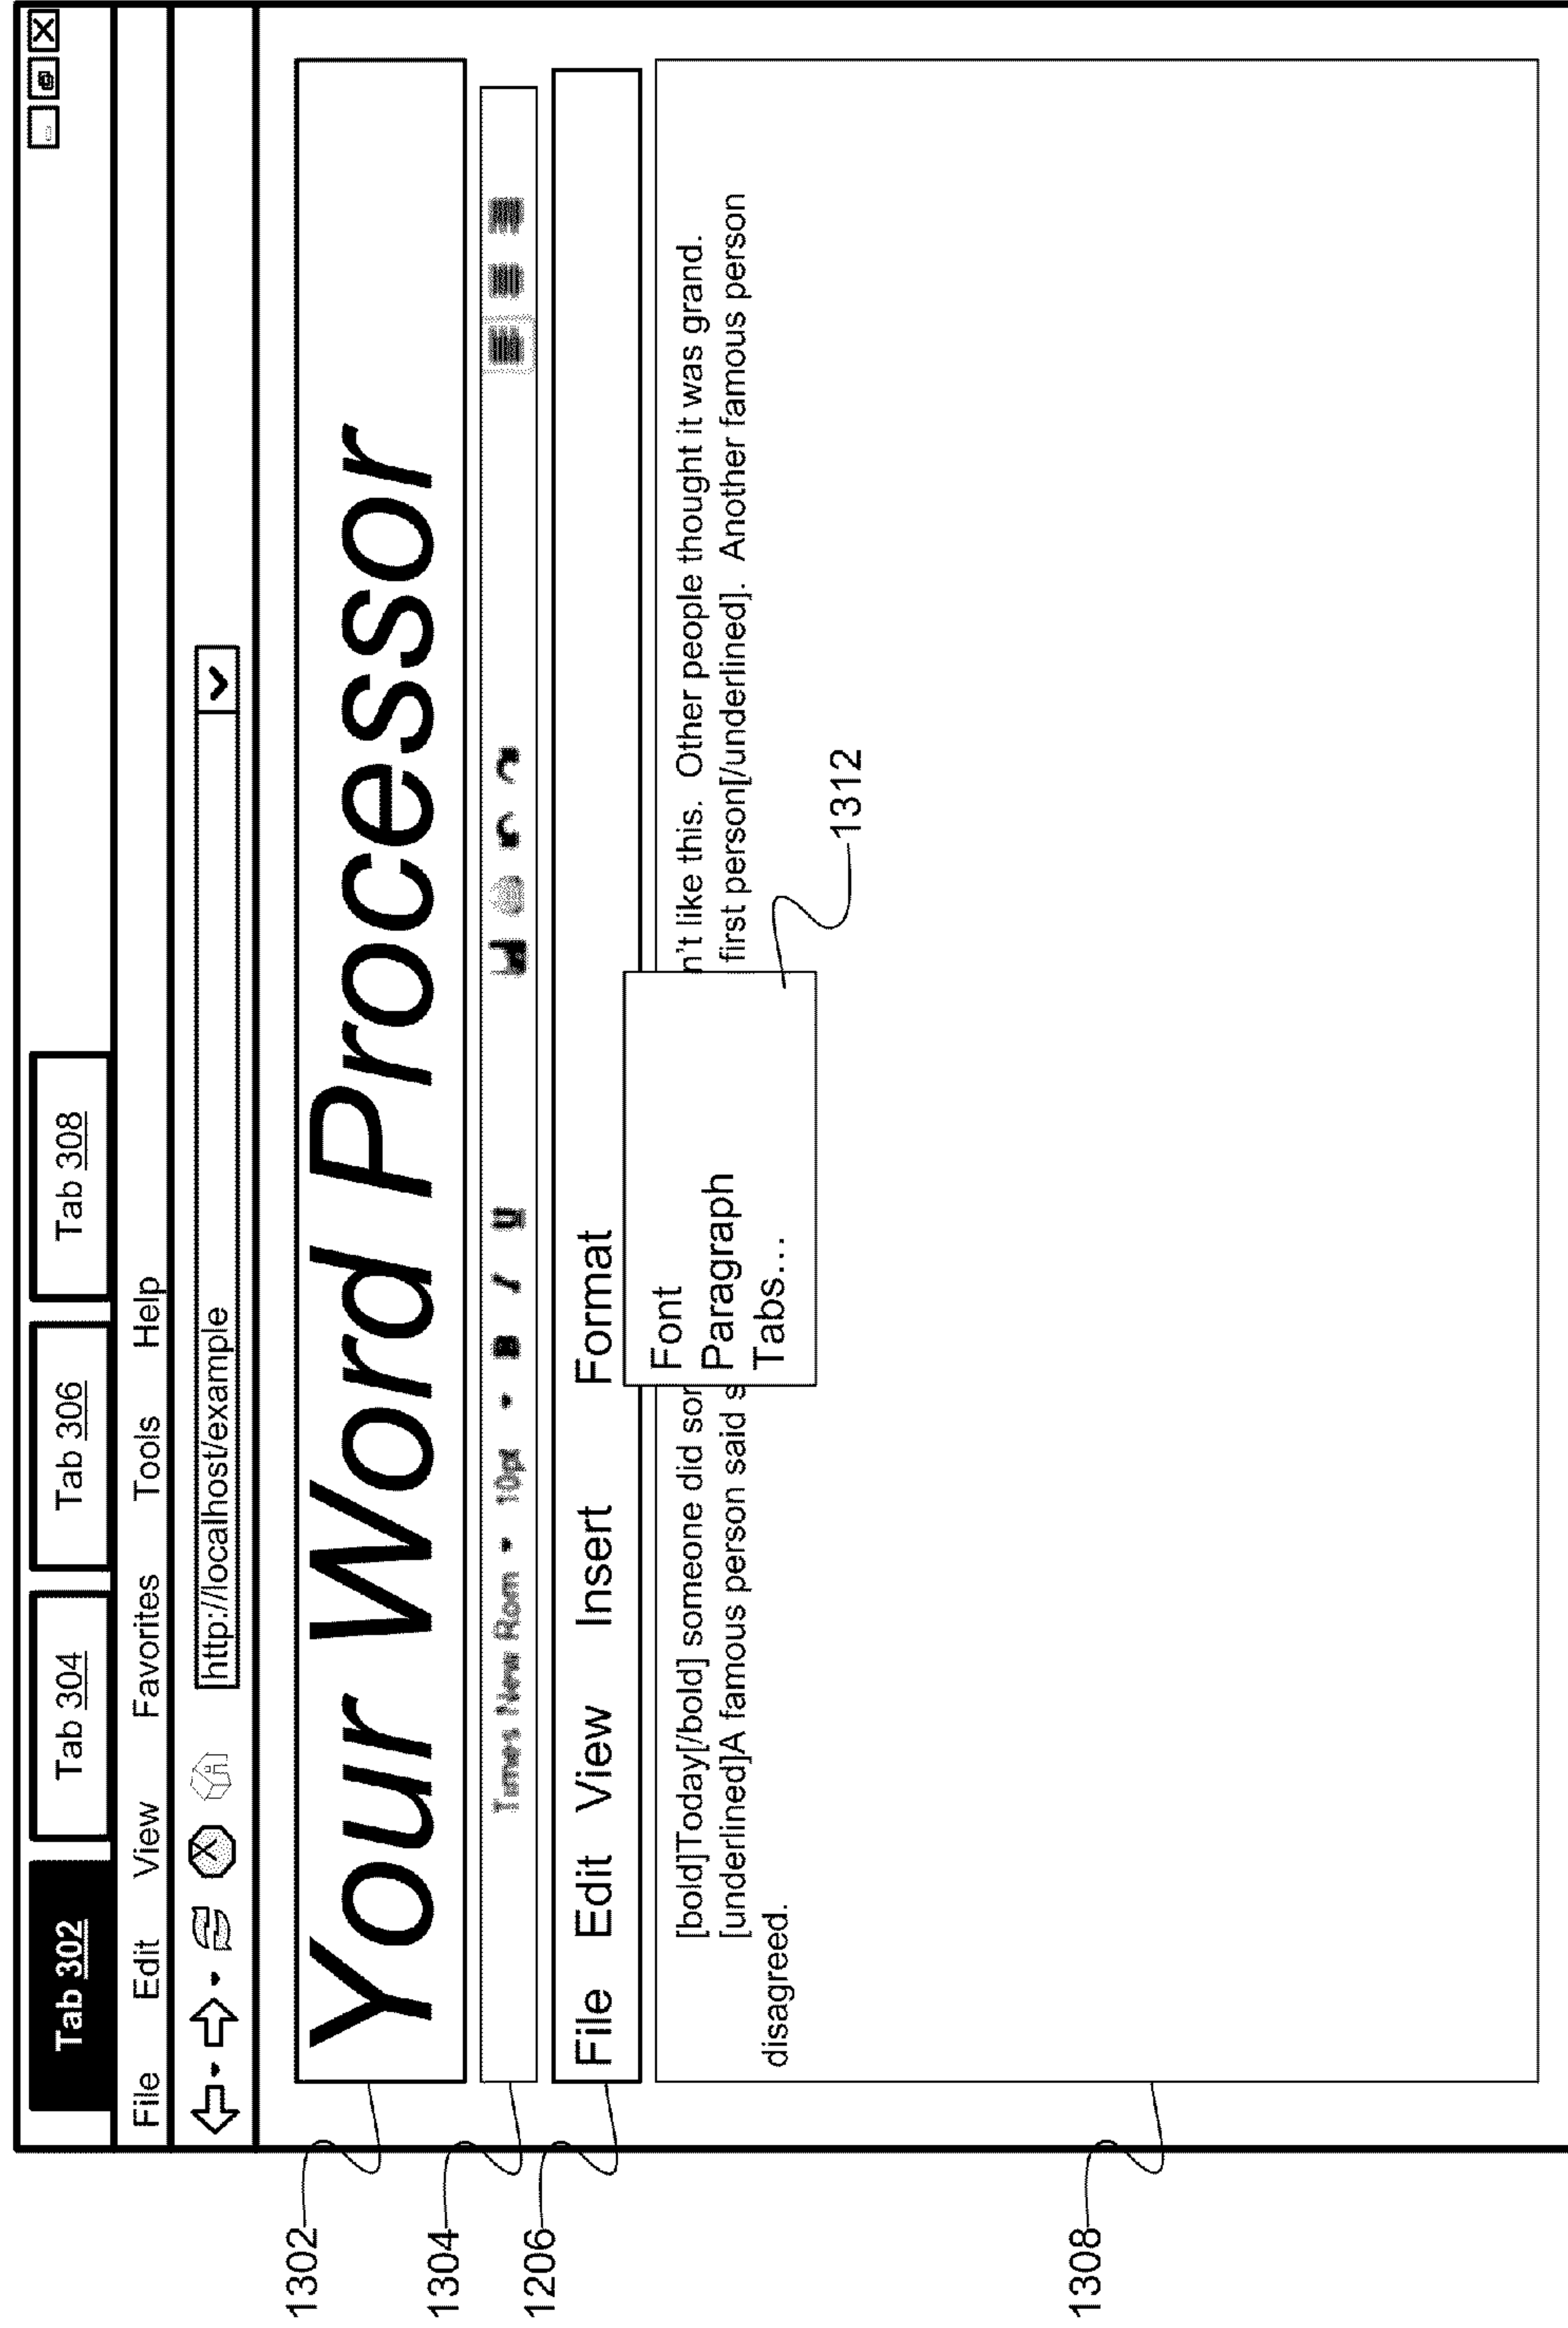 Tab 302 Tab 304 Tab 306 Tab 308
File Edit View Favorites Tools Help
http://localhost/example
1302
Your Word Processor
1304
Times New Rom 10pt B I U
1206
File Edit View Insert Format
Font
Paragraph
Tabs...
[bold]Today[/bold] someone did son n't like this. Other people thought it was grand.
[underlined]A famous person said s first person[/underlined]. Another famous person
disagreed.
1312
1308